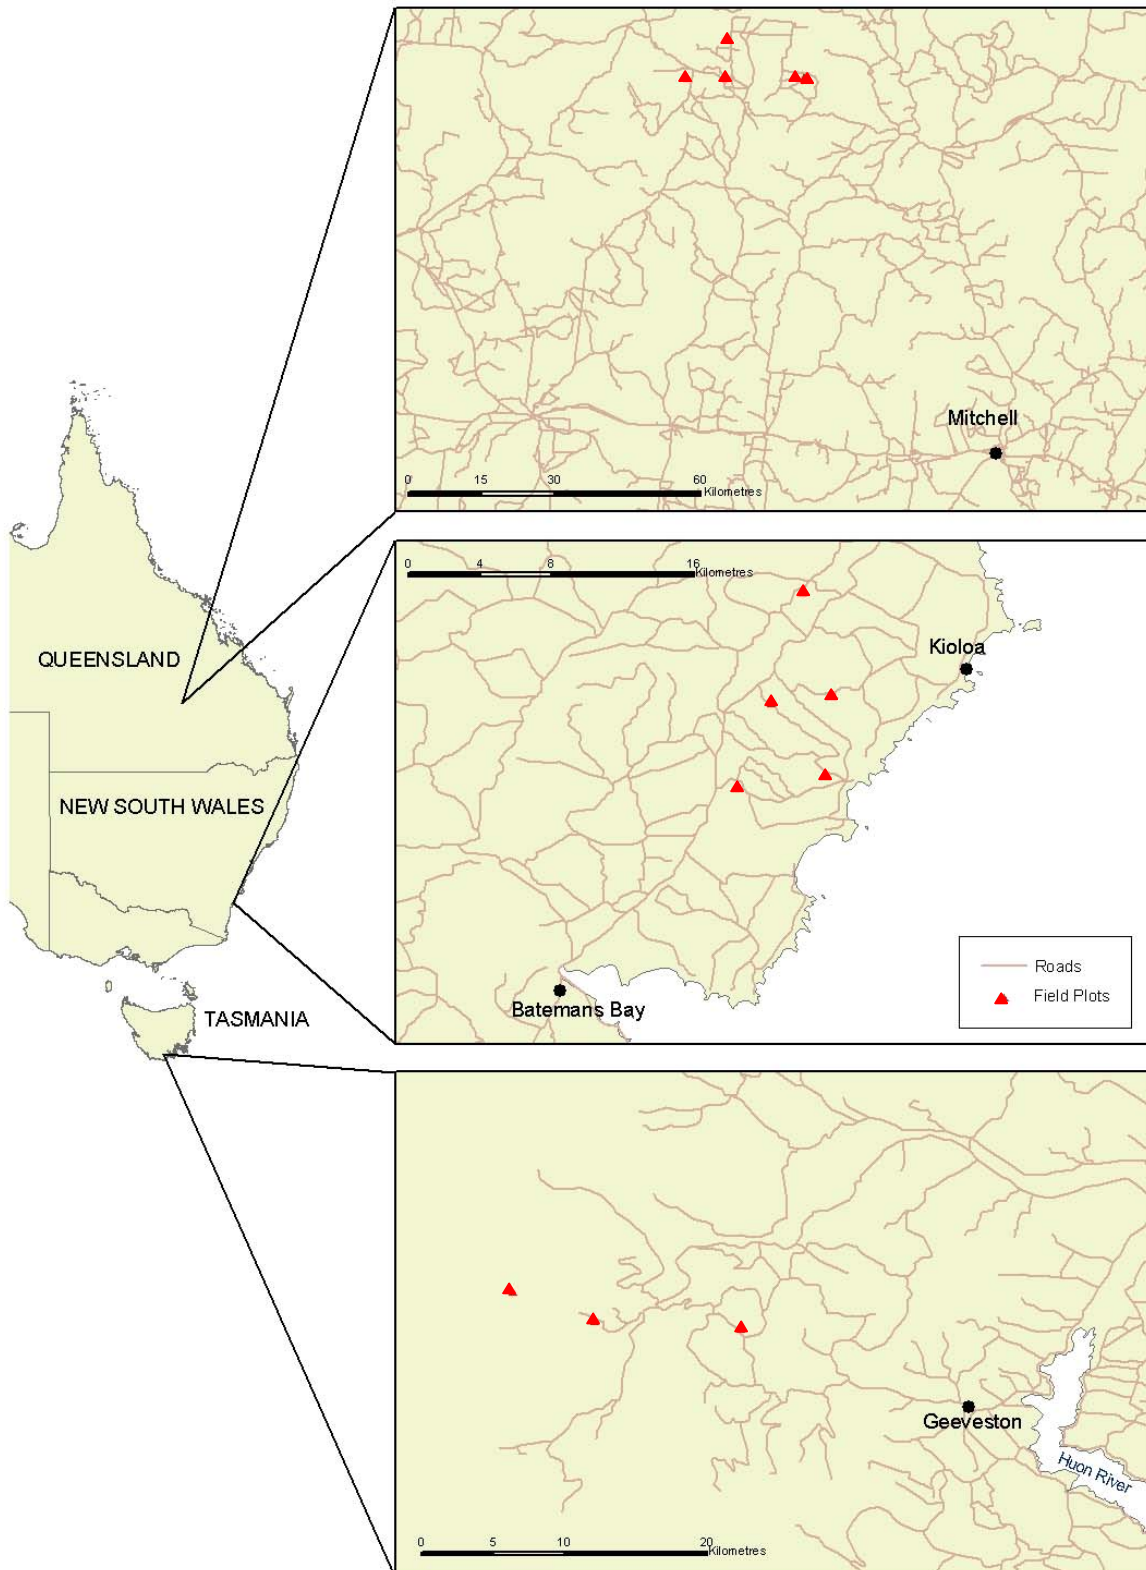 Mitchell
0 15 30 60
Kilometres
0 4 8 16
Kilometres
Kioloa
QUEENSLAND
NEW SOUTH WALES
Roads
Field Plots
Batemans Bay
TASMANIA
Geeveston
Huon River
0 5 10 20
Kilometres